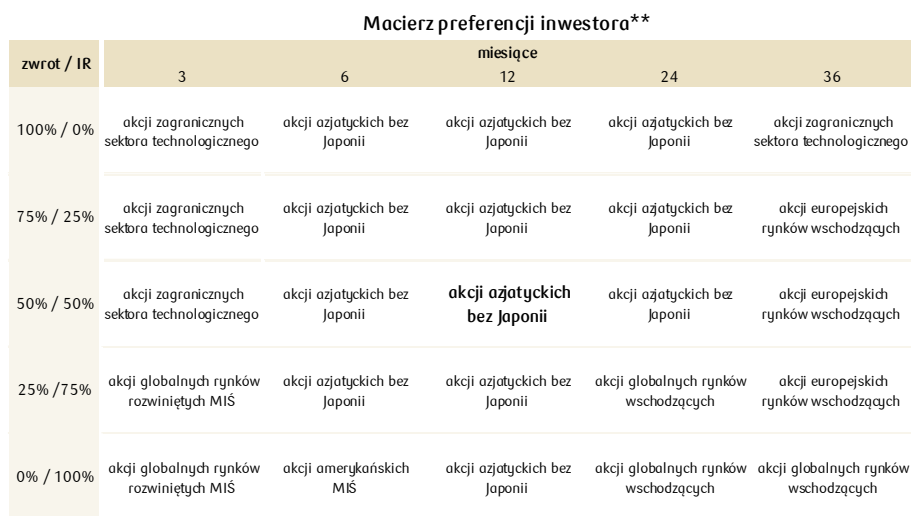 Macierz preferencji inwestora**
zwrot / IR
miesiące
3 6 12 24 36
100% / 0%
akcji zagranicznych
sektora technologicznego
akcji azjatyckich bez
Japonii
akcji azjatyckich bez
Japonii
akcji azjatyckich bez
Japonii
akcji zagranicznych
sektora technologicznego
75% / 25%
akcji zagranicznych
sektora technologicznego
akcji azjatyckich bez
Japonii
akcji azjatyckich bez
Japonii
akcji azjatyckich bez
Japonii
akcji europejskich
rynków wschodzących
50% / 50%
akcji zagranicznych
sektora technologicznego
akcji azjatyckich bez
Japonii
akcji azjatyckich
bez Japonii
akcji azjatyckich bez
Japonii
akcji europejskich
rynków wschodzących
25% /75%
akcji globalnych rynków
rozwiniętych MIŚ
akcji azjatyckich bez
Japonii
akcji azjatyckich bez
Japonii
akcji globalnych rynków
wschodzących
akcji europejskich
rynków wschodzących
0% / 100%
akcji globalnych rynków
rozwiniętych MIŚ
akcji amerykańskich
MIŚ
akcji azjatyckich bez
Japonii
akcji globalnych rynków
wschodzących
akcji globalnych rynków
wschodzących